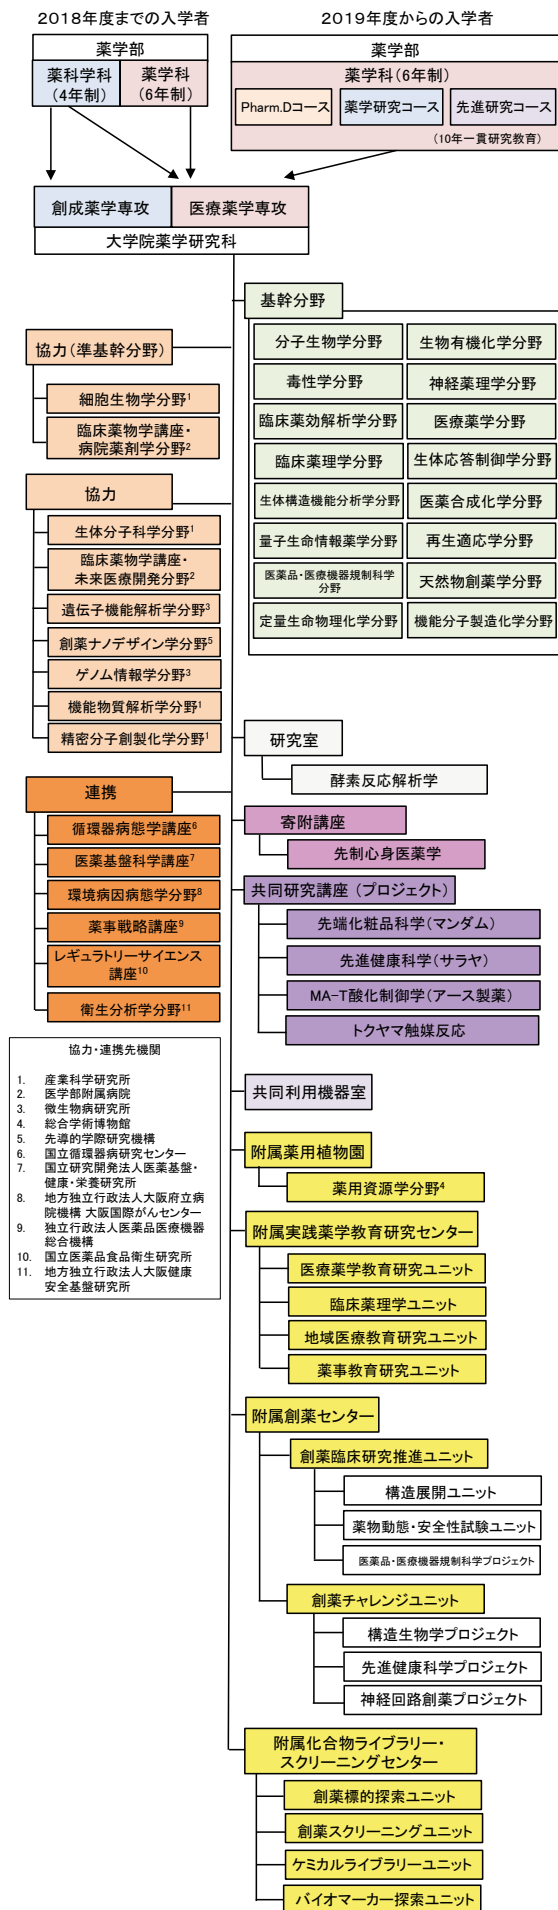 2018年度までの入学者
薬学部
薬科学科
(4年制)
薬学科
(6年制)
2019年度からの入学者
薬学部
薬学科(6年制)
Pharm.Dコース
薬学研究コース
先進研究コース
(10年一貫研究教育)
創成薬学専攻
医療薬学専攻
大学院薬学研究科
基幹分野
分子生物学分野
生物有機化学分野
毒性学分野
神経薬理学分野
臨床薬効解析学分野
医療薬学分野
臨床薬理学分野
生体応答制御学分野
生体構造機能分析学分野
医薬合成化学分野
量子生命情報薬学分野
再生適応学分野
医薬品・医療機器規制科学
分野
天然物創薬学分野
定量生命物理化学分野
機能分子製造化学分野
協力(準基幹分野)
細胞生物学分野1
臨床薬物学講座・
病院薬剤学分野2
協力
生体分子科学分野1
臨床薬物学講座・
未来医療開発分野2
遺伝子機能解析学分野3
創薬ナノデザイン学分野5
ゲノム情報学分野3
機能物質解析学分野1
精密分子創製化学分野1
連携
循環器病態学講座6
医薬基盤科学講座7
環境病因病態学分野8
薬事戦略講座9
レギュラトリーサイエンス
講座10
衛生分析学分野11
協力・連携先機関
1. 産業科学研究所
2. 医学部附属病院
3. 微生物病研究所
4. 総合学術博物館
5. 先導的学際研究機構
6. 国立循環器病研究センター
7. 国立研究開発法人医薬基盤・
健康・栄養研究所
8. 地方独立行政法人大阪府立病
院機構 大阪国際がんセンター
9. 独立行政法人医薬品医療機器
総合機構
10. 国立医薬品食品衛生研究所
11. 地方独立行政法人大阪健康
安全基盤研究所
研究室
酵素反応解析学
寄附講座
先制心身医薬学
共同研究講座(プロジェクト)
先端化粧品科学(マンダム)
先進健康科学(サラヤ)
MA-T酸化制御学(アース製薬)
トクヤマ触媒反応
共同利用機器室
附属薬用植物園
薬用資源学分野4
附属実践薬学教育研究センター
医療薬学教育研究ユニット
臨床薬理学ユニット
地域医療教育研究ユニット
薬事教育研究ユニット
附属創薬センター
創薬臨床研究推進ユニット
構造展開ユニット
薬物動態・安全性試験ユニット
医薬品・医療機器規制科学プロジェクト
創薬チャレンジユニット
構造生物学プロジェクト
先進健康科学プロジェクト
神経回路創薬プロジェクト
附属化合物ライブラリー・
スクリーニングセンター
創薬標的探索ユニット
創薬スクリーニングユニット
ケミカルライブラリーユニット
バイオマーカー探索ユニット